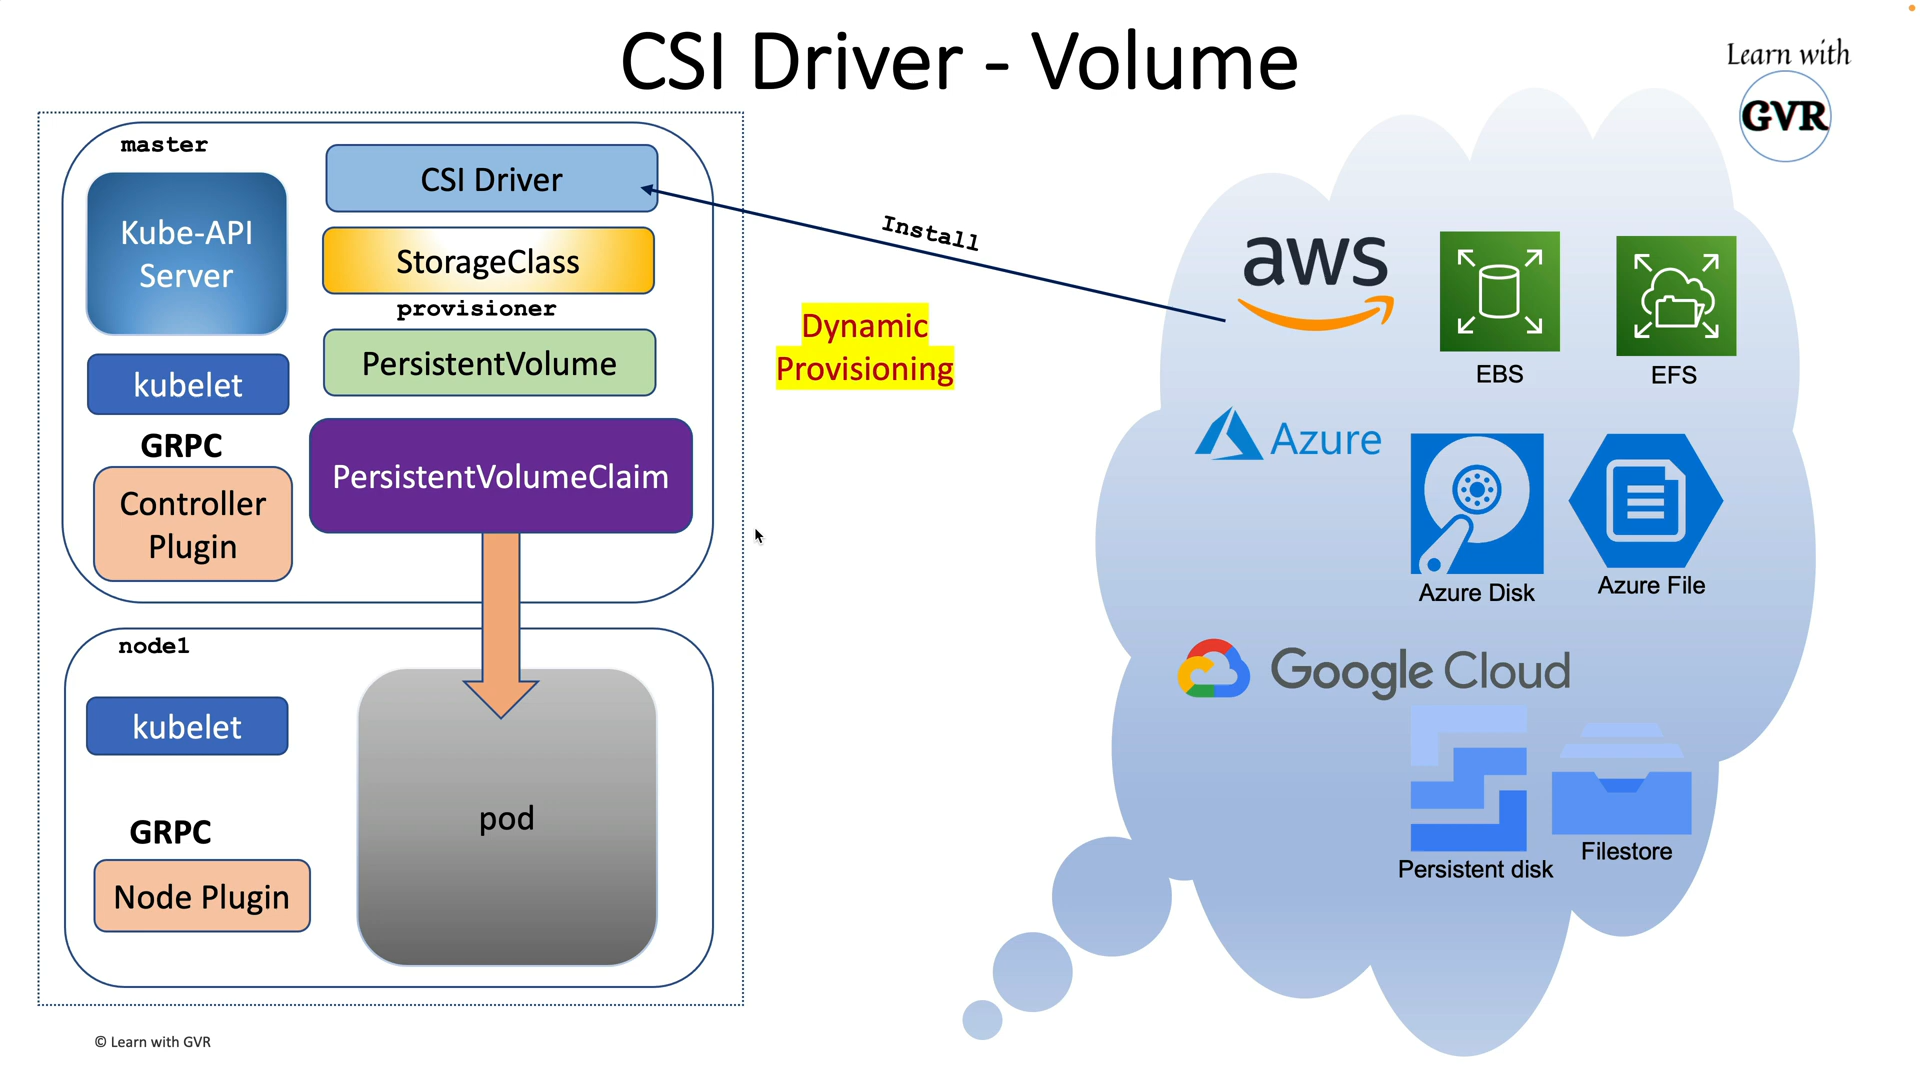 CSI Driver - Volume
Learn with
GVR
master
Kube-API
Server
CSI Driver
StorageClass
provisioner
PersistentVolume
kubelet
GRPC
Controller
Plugin
PersistentVolumeClaim
Install
Dynamic
Provisioning
node1
kubelet
GRPC
Node Plugin
pod
aws
EBS
EFS
Azure
Azure Disk
Azure File
Google Cloud
Persistent disk
Filestore
© Learn with GVR